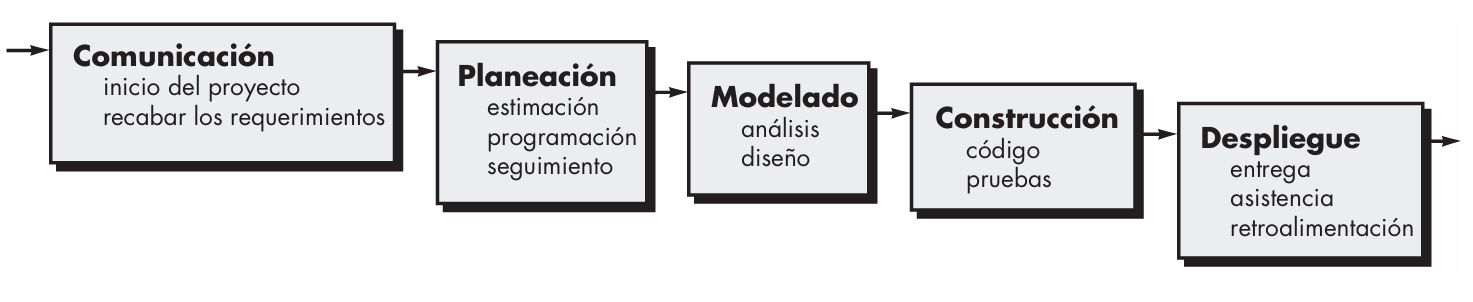 Comunicación
inicio del proyecto
recabar los requerimientos
Planeación
estimación
programación
seguimiento
Modelado
análisis
diseño
Construcción
código
pruebas
Despliegue
entrega
asistencia
retroalimentación